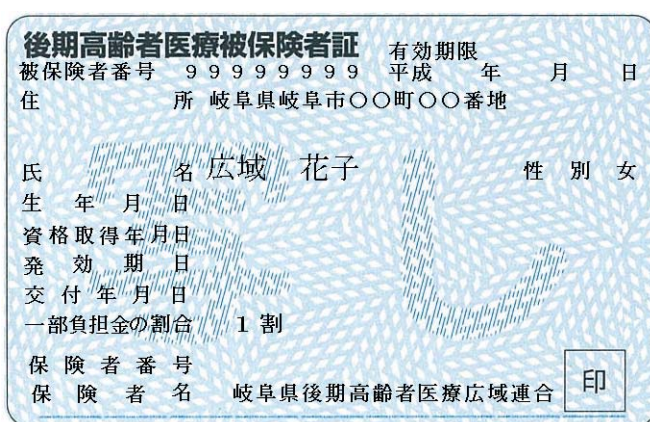 後期高齢者医療被保険者証 有効期限
被保険者番号 99999999 平成 年 月 日
住 所 岐阜県岐阜市〇〇町〇〇番地
氏 名 広域 花子 性別 女
生年月日
資格取得年月日
発効期日
交付年月日
一部負担金の割合 1割
保険者番号
保険者名 岐阜県後期高齢者医療広域連合 印